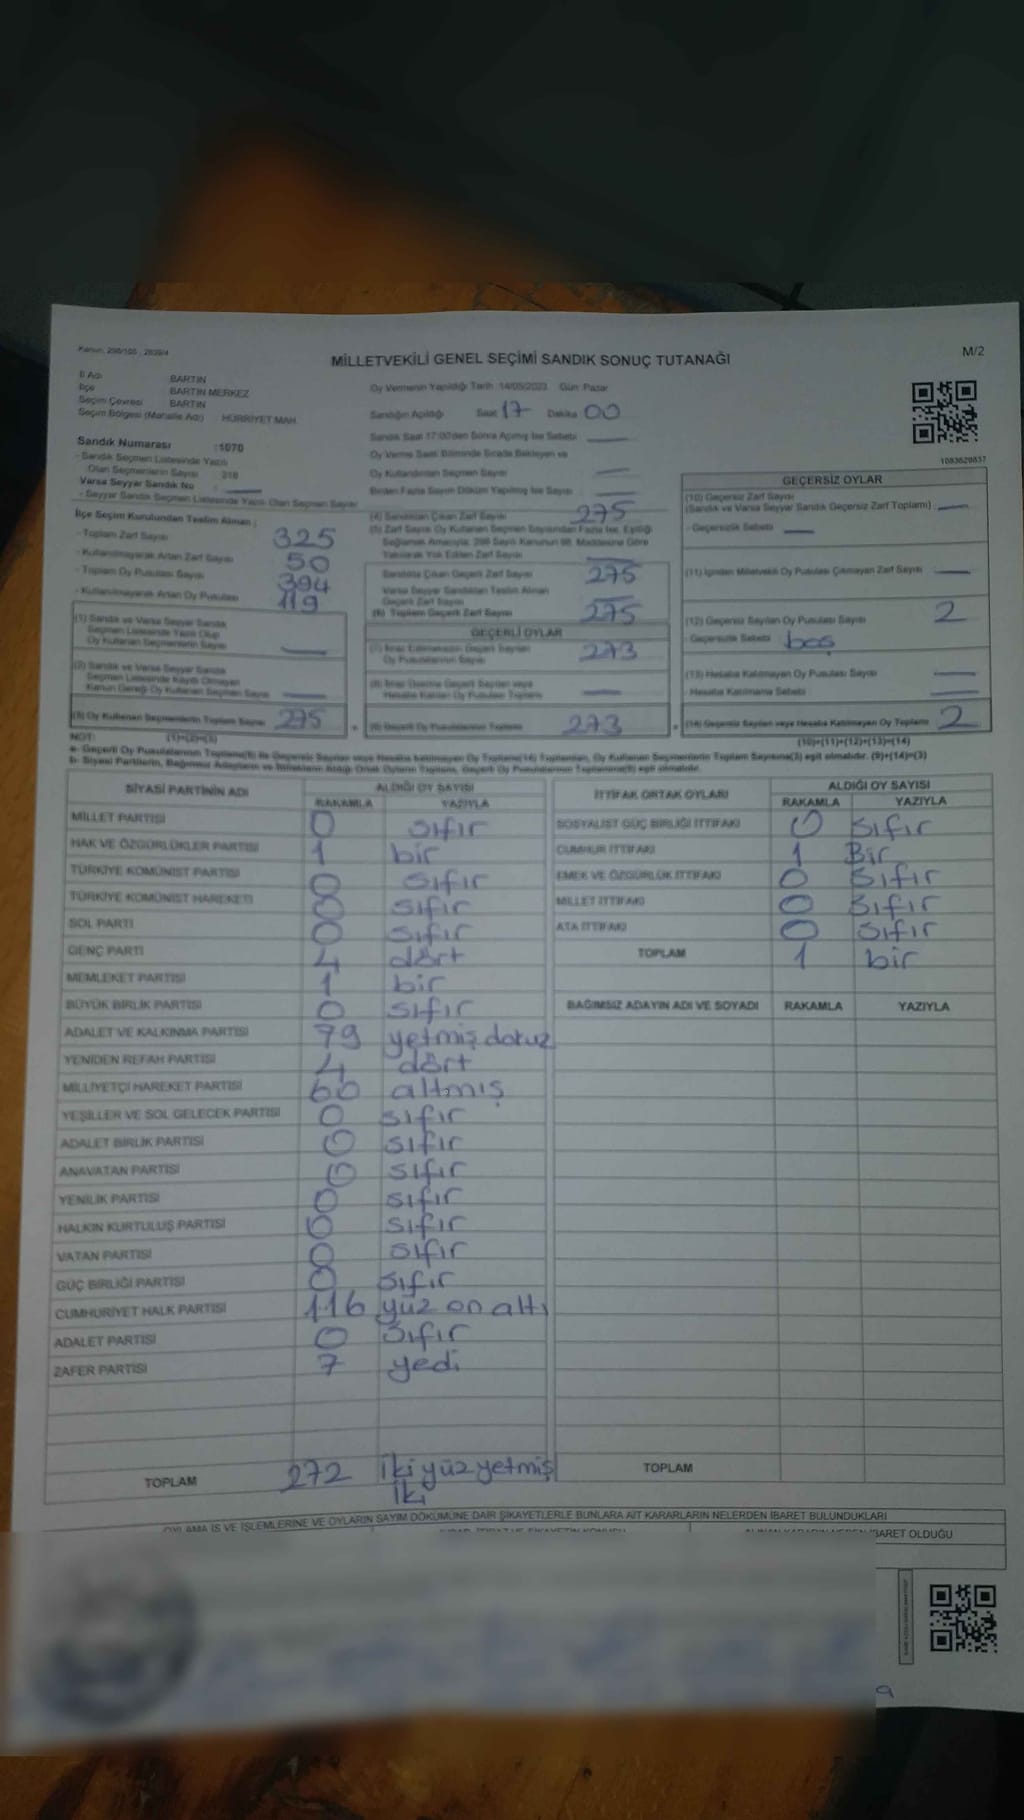 Kanun: 298/105 , 2839/4
MİLLETVEKİLİ GENEL SEÇİMİ SANDIK SONUÇ TUTANAĞI
M/2
İl Adı BARTIN
İlçe BARTIN MERKEZ
Seçim Çevresi BARTIN
Seçim Bölgesi (Mahalle Adı) : HÜRRİYET MAH.
Sandık Numarası :1070
- Sandık Seçmen Listesinde Yazılı
Olan Seçmenlerin Sayısı
Varsa Seyyar Sandık No
- Seyyar Sandık Seçmen Listesinde Yazılı Olan Seçmen Sayısı
İlçe Seçim Kurulundan Teslim Alınan ;
- Toplam Zarf Sayısı 325
- Kullanılmayarak Artan Zarf Sayısı 50
- Toplam Oy Pusulası Sayısı 394
- Kullanılmayarak Artan Oy Pusulası 119
(1) Sandık ve Varsa Seyyar Sandık
Seçmen Listesinde Yazılı Olup
Oy Kullanan Seçmenlerin Sayısı
(2) Sandık ve Varsa Seyyar Sandık
Seçmen Listesinde Kayıtlı Olmayan
Kanun Gereği Oy Kullanan Seçmen Sayısı
(3) Oy Kullanan Seçmenlerin Toplam Sayısı 275
(1)+(2)=(3)
Oy Vermenin Yapıldığı Tarih :14/05/2023 Gün: Pazar
Sandığın Açıldığı Saat 17 Dakika 00
Sandık Saat 17:00'den Sonra Açılmış İse Sebebi
Oy Verme Saati Bitiminde Sırada Bekleyen ve
Oy Kullandırılan Seçmen Sayısı
Birden Fazla Sayım Döküm Yapılmış İse Sayısı
(4) Sandıktan Çıkan Zarf Sayısı 275
(5) Zarf Sayısı Oy Kullanan Seçmen Sayısından Fazla İse, Eşitliği
Sağlamak Amacıyla; 298 Sayılı Kanunun 98. Maddesine Göre
Yakılarak Yok Edilen Zarf Sayısı
Sandıkta Çıkan Geçerli Zarf Sayısı 275
Varsa Seyyar Sandıktan Teslim Alınan
Geçerli Zarf Sayısı
(6) Toplam Geçerli Zarf Sayısı 275
GEÇERLİ OYLAR
(7) İtiraz Edilmeksizin Geçerli Sayılan
Oy Pusulalarının Sayısı 273
(8) İtiraz Üzerine Geçerli Sayılan veya
Hesaba Katılan Oy Pusulası Toplamı
(9) Geçerli Oy Pusulalarının Toplamı 273
1083629837
GEÇERSİZ OYLAR
(10) Geçersiz Zarf Sayısı
(Sandık ve Varsa Seyyar Sandık Geçersiz Zarf Toplamı) :
- Geçersizlik Sebebi
(11) İçinden Milletvekili Oy Pusulası Çıkmayan Zarf Sayısı
(12) Geçersiz Sayılan Oy Pusulası Sayısı 2
- Geçersizlik Sebebi boş
(13) Hesaba Katılmayan Oy Pusulası Sayısı
- Hesaba Katılmama Sebebi
(14) Geçersiz Sayılan veya Hesaba Katılmayan Oy Toplamı 2
(10)+(11)+(12)+(13)=(14)
NOT:
a- Geçerli Oy Pusulalarının Toplamı(9) ile Geçersiz Sayılan veya Hesaba Katılmayan Oy Toplamı(14) Toplamları, Oy Kullanan Seçmenlerin Toplam Sayısına(3) eşit olmalıdır. (9)+(14)=(3)
b- Siyasi Partilerin, Bağımsız Adayların ve İttifakların Aldığı Ortak Oyların Toplamı, Geçerli Oy Pusulalarının Toplamına(9) eşit olmalıdır.
SİYASİ PARTİNİN ADI ALDIĞI OY SAYISI
RAKAMLA YAZIYLA
MİLLET PARTİSİ 0 sıfır
HAK VE ÖZGÜRLÜKLER PARTİSİ 1 bir
TÜRKİYE KOMÜNİST PARTİSİ 0 sıfır
TÜRKİYE KOMÜNİST HAREKETİ 0 sıfır
SOL PARTİ 0 sıfır
GENÇ PARTİ 4 dört
MEMLEKET PARTİSİ 1 bir
BÜYÜK BİRLİK PARTİSİ 0 sıfır
ADALET VE KALKINMA PARTİSİ 79 yetmiş dokuz
YENİDEN REFAH PARTİSİ 4 dört
MİLLİYETÇİ HAREKET PARTİSİ 60 altmış
YEŞİLLER VE SOL GELECEK PARTİSİ 0 sıfır
ADALET BİRLİK PARTİSİ 0 sıfır
ANAVATAN PARTİSİ 0 sıfır
YENİLİK PARTİSİ 0 sıfır
HALKIN KURTULUŞ PARTİSİ 0 sıfır
VATAN PARTİSİ 0 sıfır
GÜÇ BİRLİĞİ PARTİSİ 0 sıfır
CUMHURİYET HALK PARTİSİ 116 yüz on altı
ADALET PARTİSİ 0 sıfır
ZAFER PARTİSİ 7 yedi
TOPLAM 272 ikiyüz yetmiş
iki
İTTİFAK ORTAK OYLARI ALDIĞI OY SAYISI
RAKAMLA YAZIYLA
SOSYALİST GÜÇ BİRLİĞİ İTTİFAKI 0 sıfır
CUMHUR İTTİFAKI 1 Bir
EMEK VE ÖZGÜRLÜK İTTİFAKI 0 sıfır
MİLLET İTTİFAKI 0 sıfır
ATA İTTİFAKI 0 sıfır
TOPLAM 1 bir
BAĞIMSIZ ADAYIN ADI VE SOYADI RAKAMLA YAZIYLA
TOPLAM
OYLAMA İŞ VE İŞLEMLERİNE VE OYLARIN SAYIM DÖKÜMÜNE DAİR ŞİKAYETLERLE BUNLARA AİT KARARLARIN NELERDEN İBARET BULUNDUKLARI
ALINAN KARARIN NEDEN İBARET OLDUĞU